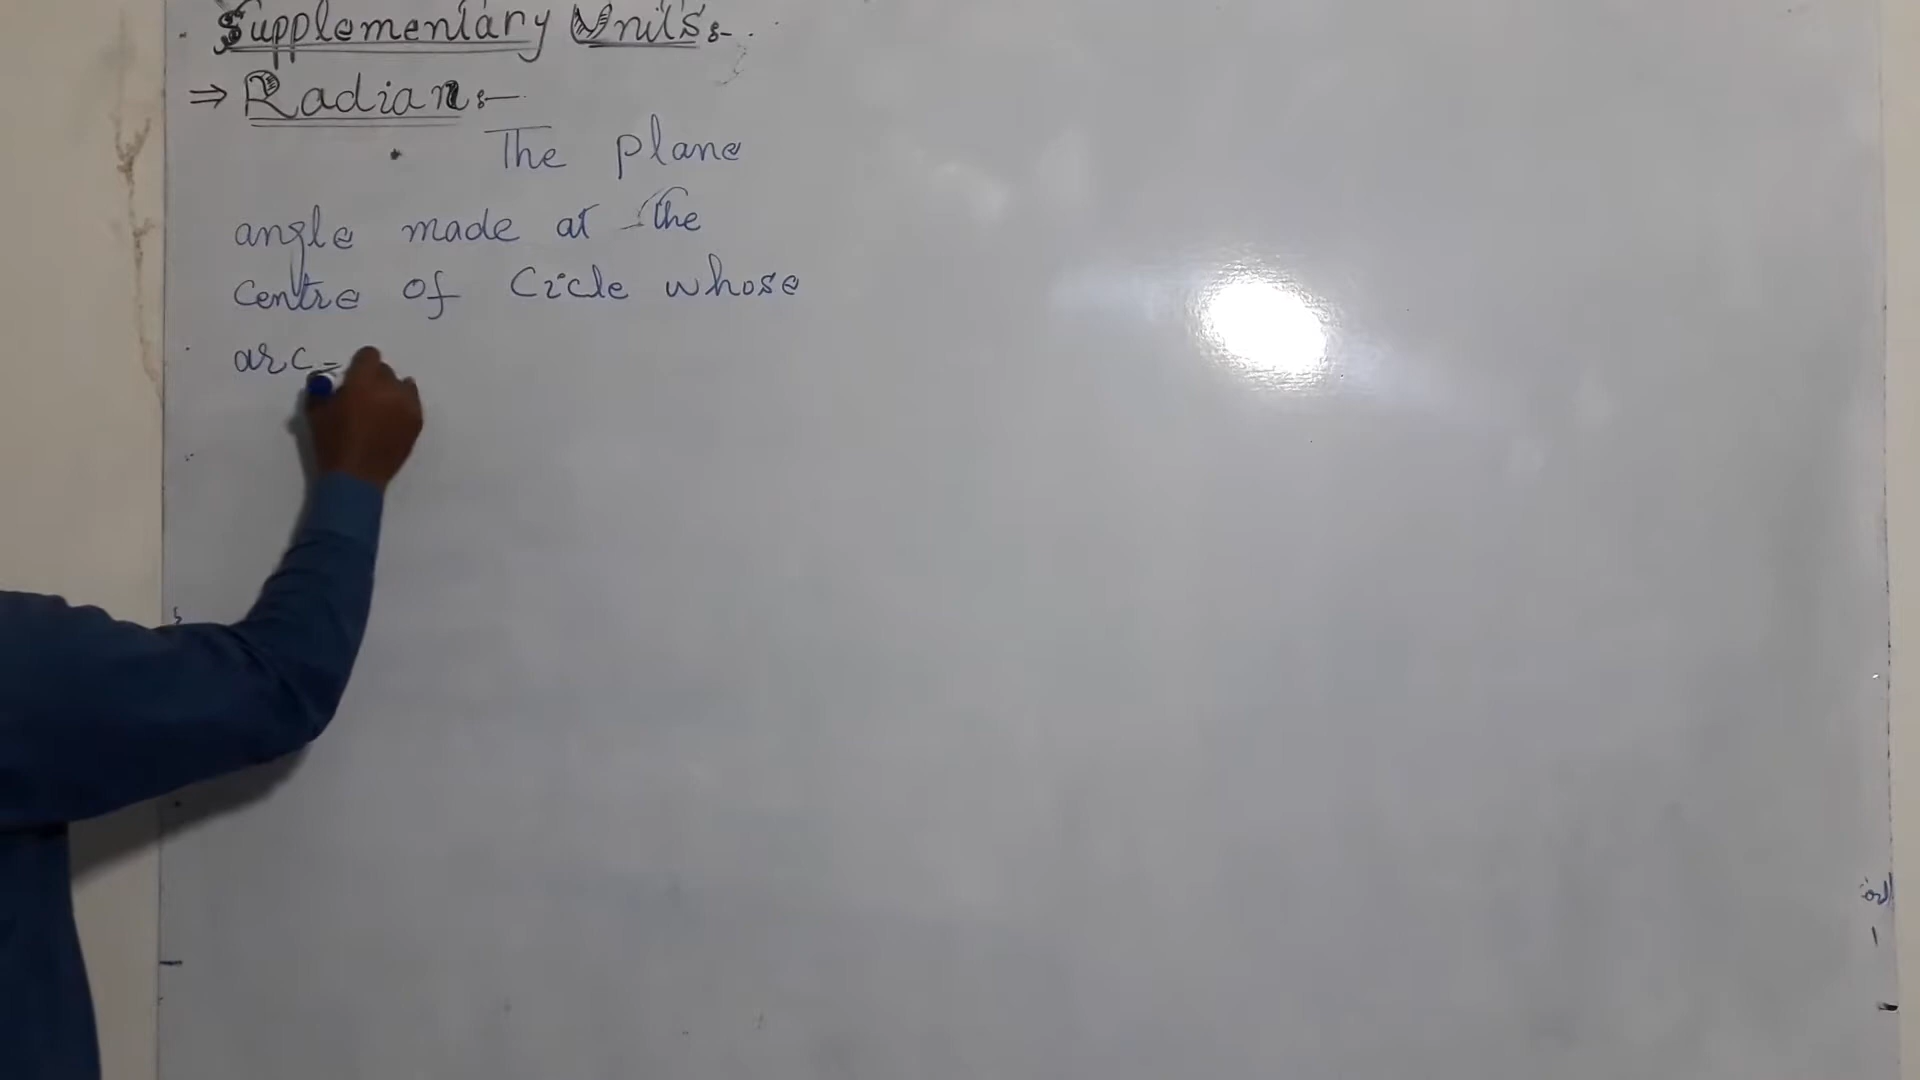 Supplementary Units:-
⇒ Radian:-
The plane
angle made at the
Centre of Cicle whose
arc =